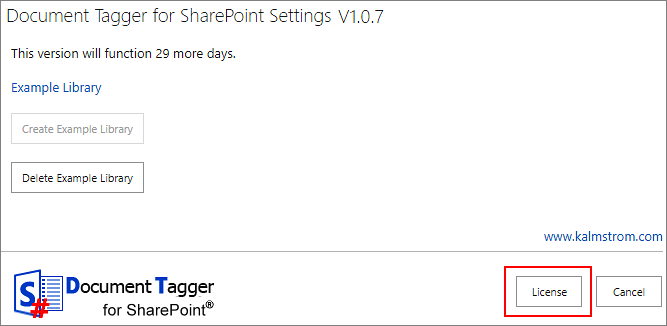 Document Tagger for SharePoint Settings V1.0.7
This version will function 29 more days.
Example Library
Create Example Library
Delete Example Library
www.kalmstrom.com
S
#
Document Tagger
for SharePoint®
License
Cancel